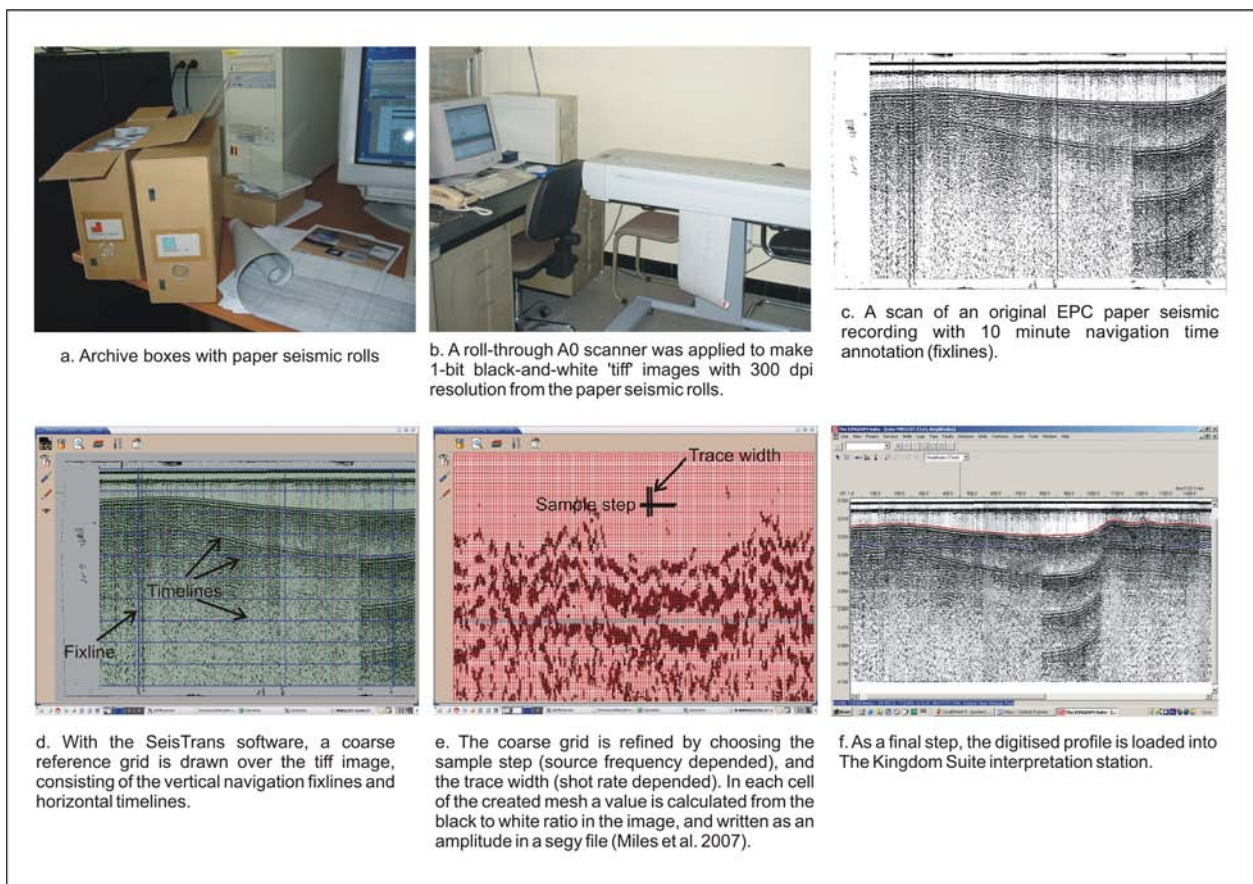 a. Archive boxes with paper seismic rolls
b. A roll-through A0 scanner was applied to make
1-bit black-and-white 'tiff' images with 300 dpi
resolution from the paper seismic rolls.
c. A scan of an original EPC paper seismic
recording with 10 minute navigation time
annotation (fixlines).
Timelines
Fixline
Trace width
Sample step
d. With the SeisTrans software, a coarse
reference grid is drawn over the tiff image,
consisting of the vertical navigation fixlines and
horizontal timelines.
e. The coarse grid is refined by choosing the
sample step (source frequency depended), and
the trace width (shot rate depended). In each cell
of the created mesh a value is calculated from the
black to white ratio in the image, and written as an
amplitude in a segy file (Miles et al. 2007).
f. As a final step, the digitised profile is loaded into
The Kingdom Suite interpretation station.